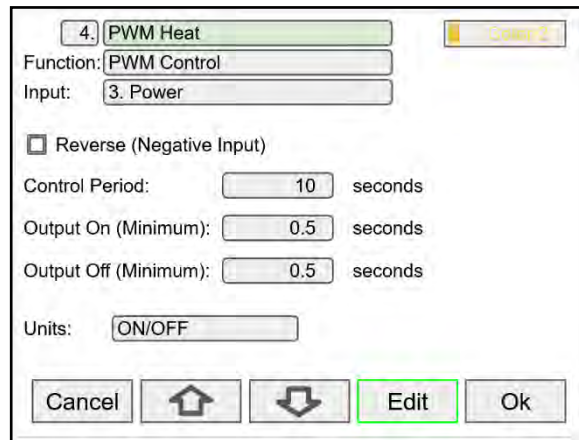 4. PWM Heat
Function: PWM Control
Input: 3. Power
Reverse (Negative Input)
Control Period: 10 seconds
Output On (Minimum): 0.5 seconds
Output Off (Minimum): 0.5 seconds
Units: ON/OFF
Cancel Edit Ok